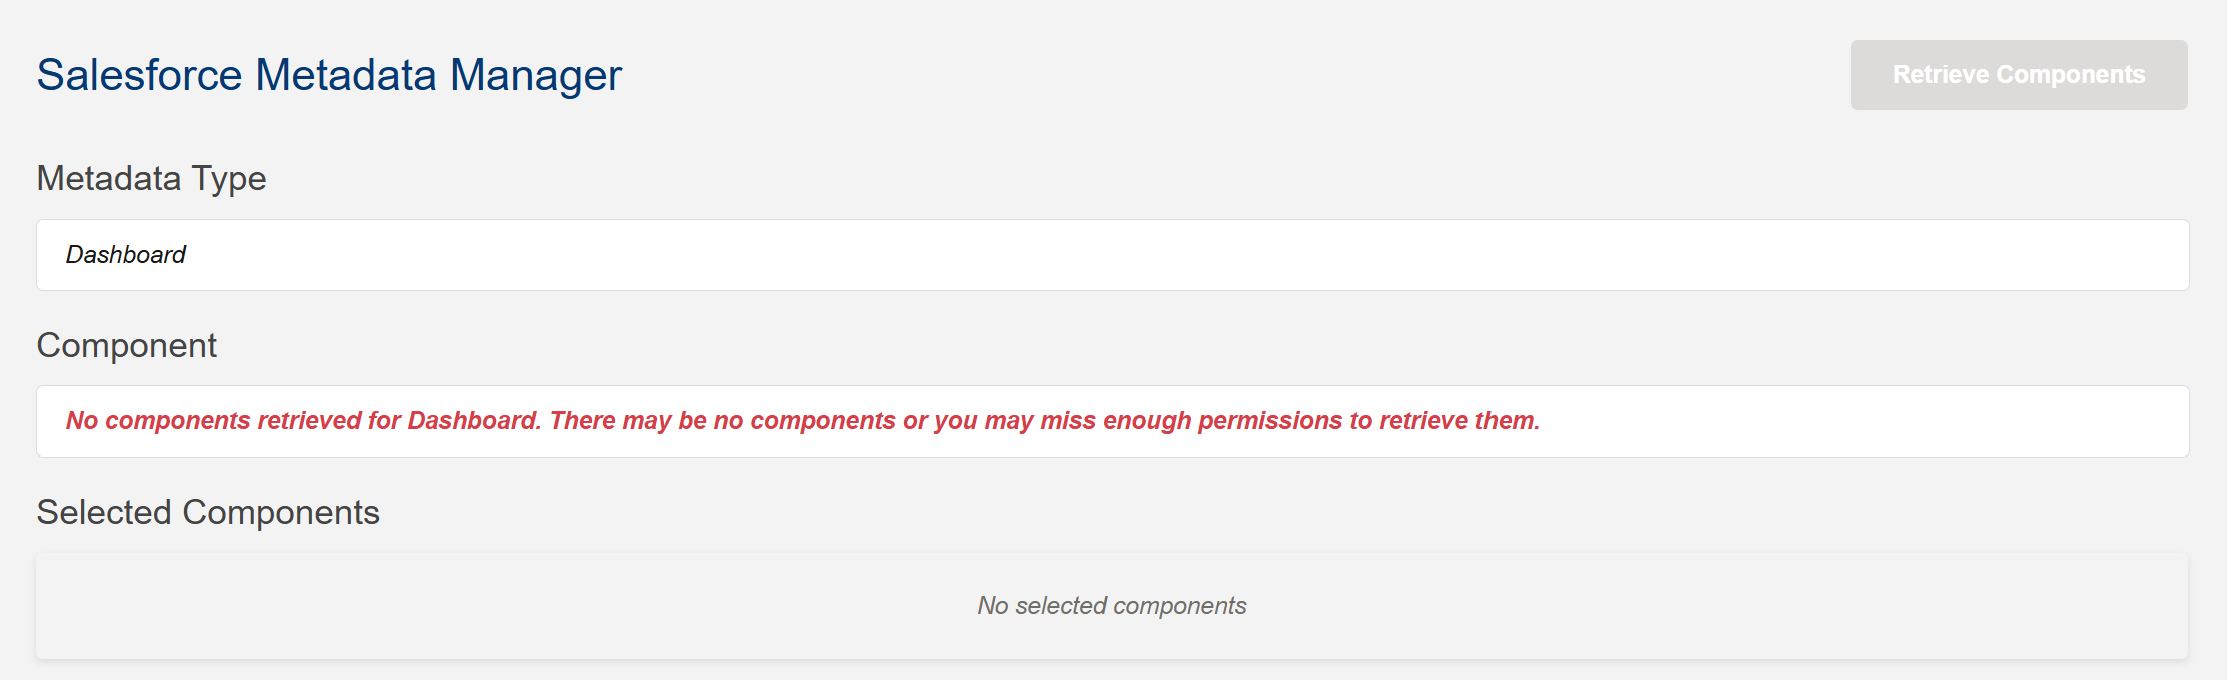 Salesforce Metadata Manager
Retrieve Components
Metadata Type
Dashboard
Component
No components retrieved for Dashboard. There may be no components or you may miss enough permissions to retrieve them.
Selected Components
No selected components